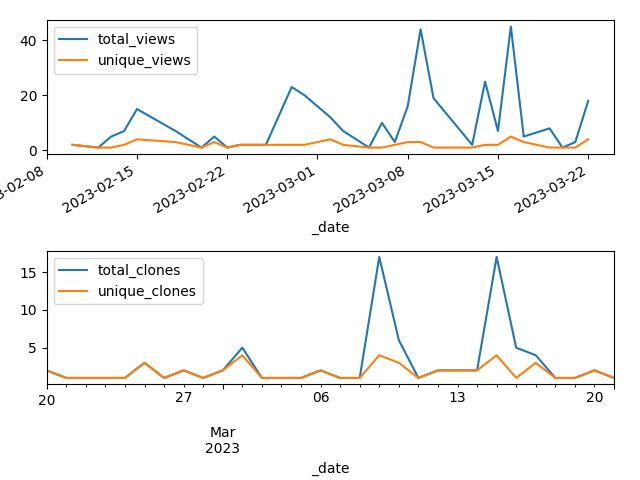 total_views
unique_views
40
20
0
2023-02-15
2023-02-22
2023-03-01
2023-03-08
2023-03-15
2023-03-22
3-02-08
_date
total_clones
unique_clones
15
10
5
20
27
06
13
20
Mar
2023
_date